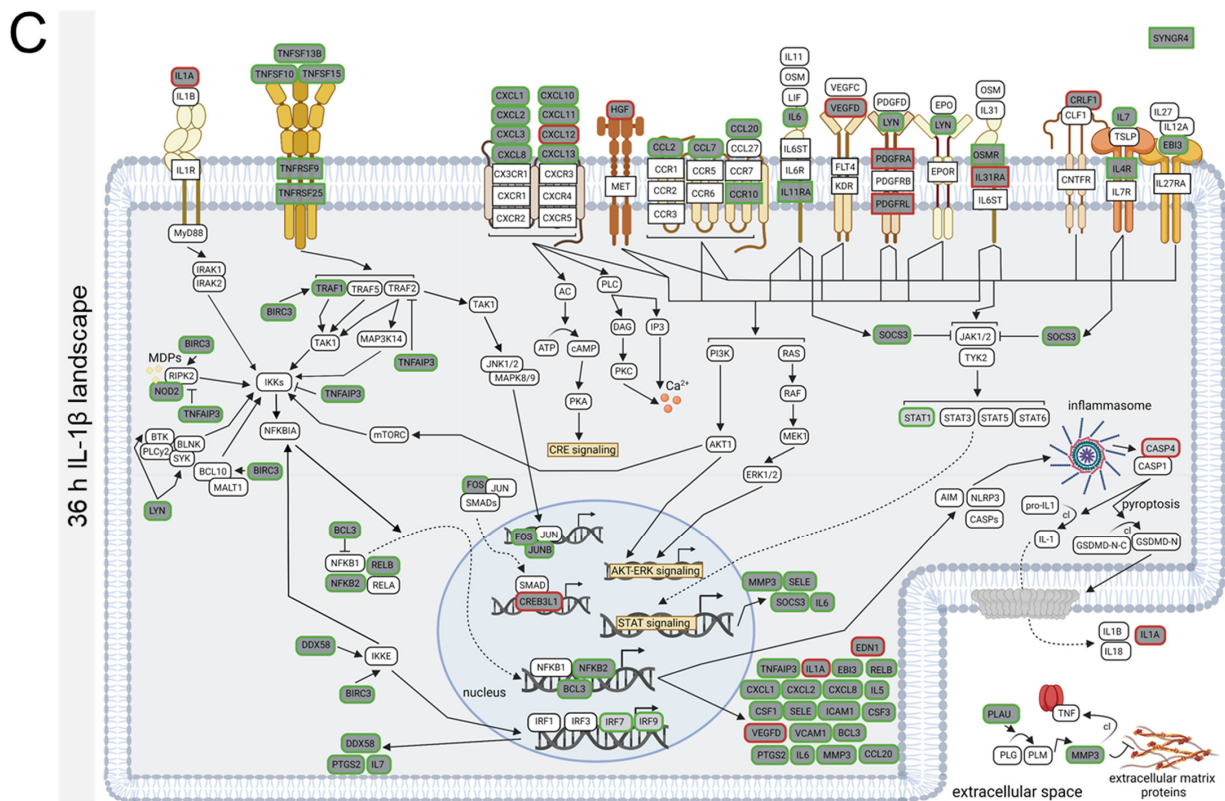 C
36 h IL-1β landscape
SYNGR4
IL1A
IL1B
IL1R
MyD88
IRAK1
IRAK2
TNFSF13B
TNFSF10
TNFSF15
TNFRSF9
TNFRSF25
CXCL1
CXCL2
CXCL3
CXCL8
CX3CR1
CXCR1
CXCR2
CXCL10
CXCL11
CXCL12
CXCL13
CXCR3
CXCR4
CXCR5
HGF
MET
CCL2
CCR1
CCR2
CCR3
CCL7
CCR5
CCR6
CCL20
CCL27
CCR7
CCR10
IL11
OSM
LIF
IL6
IL6ST
IL6R
IL11RA
VEGFC
VEGFD
FLT4
KDR
PDGFD
LYN
PDGFRA
PDGFRB
PDGFRL
EPO
LYN
EPOR
OSM
IL31
OSMR
IL31RA
IL6ST
CRLF1
CLF1
CNTFR
IL7
TSLP
IL4R
IL7R
IL27
IL12A
EBI3
IL27RA
BIRC3
TRAF1
TRAF5
TRAF2
TAK1
MAP3K14
TNFAIP3
TAK1
JNK1/2
MAPK8/9
MDPs
BIRC3
RIPK2
NOD2
TNFAIP3
IKKs
TNFAIP3
NFKBIA
BTK
PLCy2
BLNK
SYK
BCL10
MALT1
BIRC3
LYN
mTORC
AC
ATP
cAMP
PKA
CRE signaling
PLC
DAG
IP3
PKC
Ca²⁺
PI3K
RAS
RAF
MEK1
AKT1
ERK1/2
SOCS3
JAK1/2
TYK2
SOCS3
STAT1
STAT3
STAT5
STAT6
inflammasome
CASP4
CASP1
AIM
NLRP3
CASPs
pro-IL1
cl
IL-1
pyroptosis
cl
GSDMD-N-C
GSDMD-N
FOS
JUN
SMADs
BCL3
NFKB1
RELB
NFKB2
RELA
FOS
JUN
JUNB
SMAD
CREB3L1
AKT-ERK signaling
STAT signaling
MMP3
SELE
SOCS3
IL6
nucleus
NFKB1
NFKB2
BCL3
IRF1
IRF3
IRF7
IRF9
DDX58
IKKE
BIRC3
DDX58
PTGS2
IL7
EDN1
TNFAIP3
IL1A
EBI3
RELB
CXCL1
CXCL2
CXCL8
IL5
CSF1
SELE
ICAM1
CSF3
VEGFD
VCAM1
BCL3
PTGS2
IL6
MMP3
CCL20
IL1B
IL18
IL1A
PLAU
PLG
PLM
MMP3
TNF
cl
extracellular space
extracellular matrix
proteins